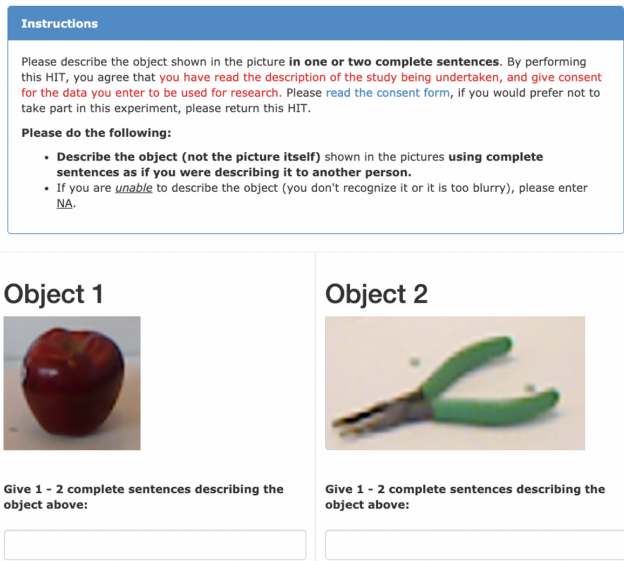 Instructions
Please describe the object shown in the picture in one or two complete sentences. By performing
this HIT, you agree that you have read the description of the study being undertaken, and give consent
for the data you enter to be used for research. Please read the consent form, if you would prefer not to
take part in this experiment, please return this HIT.
Please do the following:
• Describe the object (not the picture itself) shown in the pictures using complete
sentences as if you were describing it to another person.
• If you are unable to describe the object (you don't recognize it or it is too blurry), please enter
NA.
Object 1
Object 2
Give 1 - 2 complete sentences describing the
object above:
Give 1 - 2 complete sentences describing the
object above: